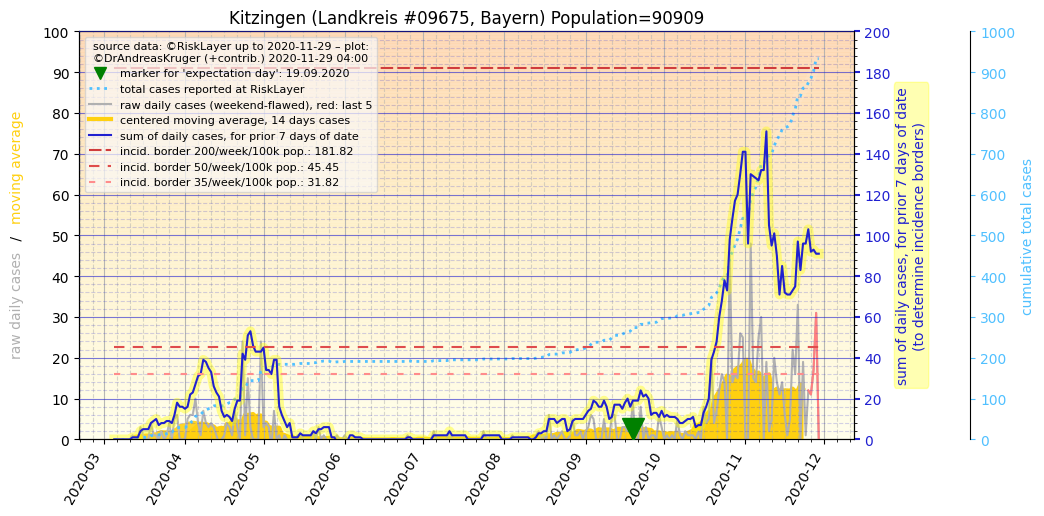 Kitzingen (Landkreis #09675, Bayern) Population=90909
source data: ©RiskLayer up to 2020-11-29 – plot:
©DrAndreasKruger (+contrib.) 2020-11-29 04:00
marker for 'expectation day': 19.09.2020
total cases reported at RiskLayer
raw daily cases (weekend-flawed), red: last 5
centered moving average, 14 days cases
sum of daily cases, for prior 7 days of date
incid. border 200/week/100k pop.: 181.82
incid. border 50/week/100k pop.: 45.45
incid. border 35/week/100k pop.: 31.82
raw daily cases / moving average
100
90
80
70
60
50
40
30
20
10
0
2020-03
2020-04
2020-05
2020-06
2020-07
2020-08
2020-09
2020-10
2020-11
2020-12
200
180
160
140
120
100
80
60
40
20
0
sum of daily cases, for prior 7 days of date
(to determine incidence borders)
1000
900
800
700
600
500
400
300
200
100
0
cumulative total cases